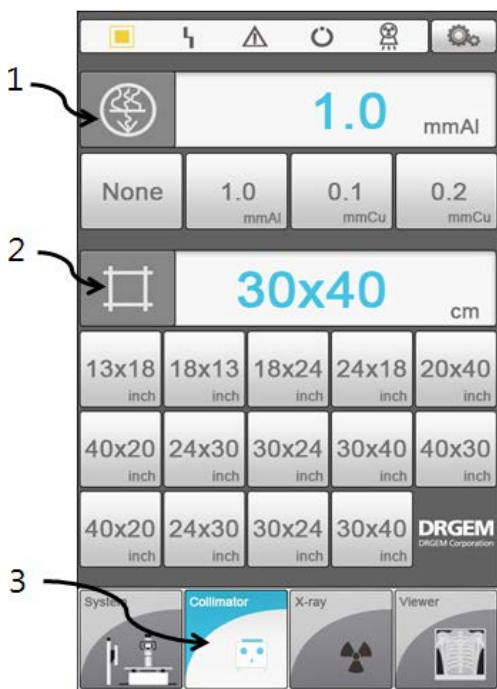 1
1.0 mmAl
None 1.0 mmAl 0.1 mmCu 0.2 mmCu
2
30x40 cm
13x18 inch 18x13 inch 18x24 inch 24x18 inch 20x40 inch
40x20 inch 24x30 inch 30x24 inch 30x40 inch 40x30 inch
40x20 inch 24x30 inch 30x24 inch 30x40 inch DRGEM
DRGEM Corporation
3
System Collimator X-ray Viewer